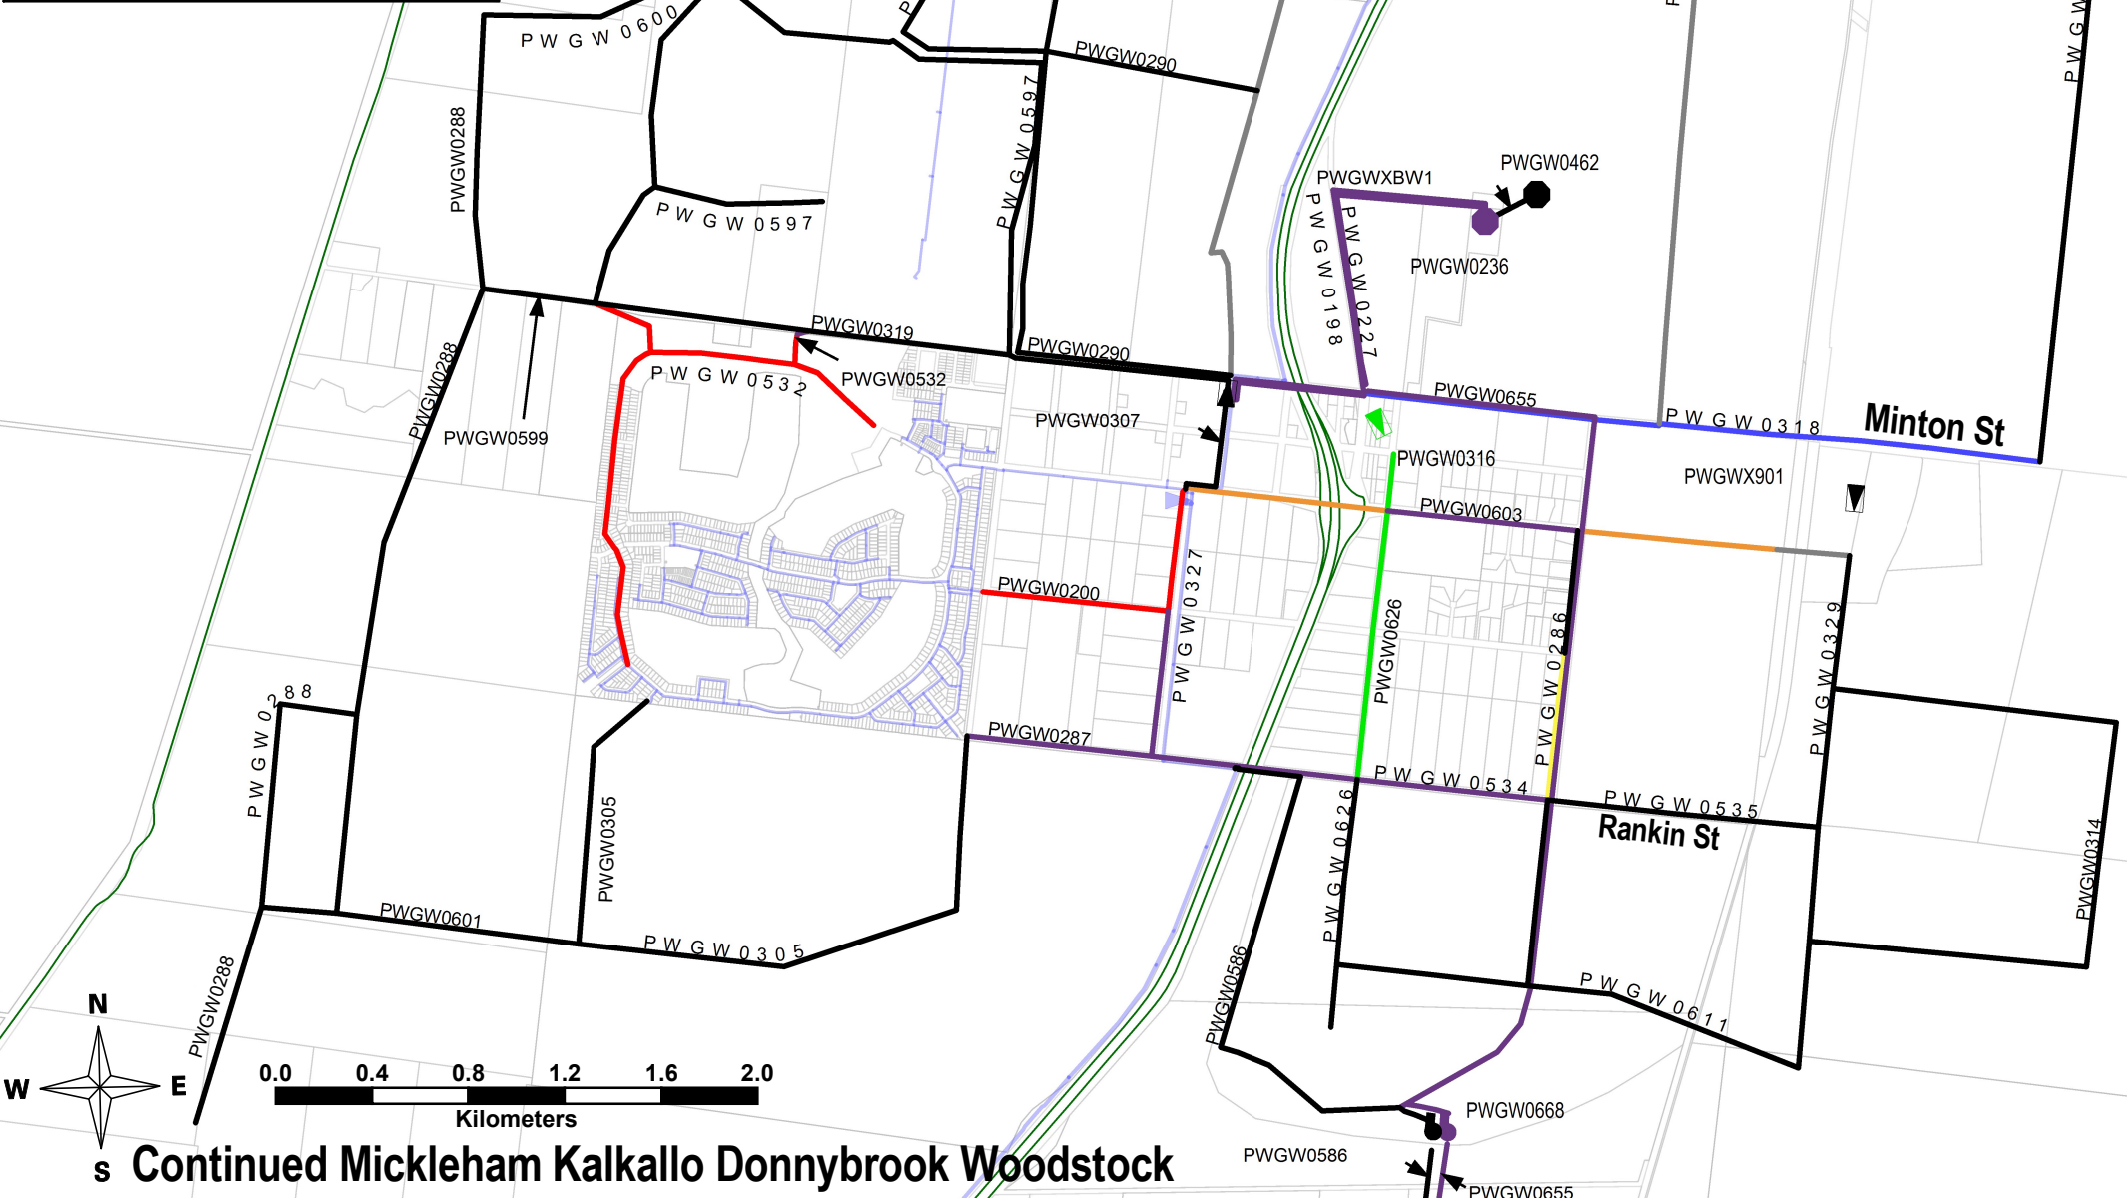 PWGW0600
PWGW0290
PWGW0288
PWGW0597
PWGW0462
PWGWXBW1
PWGW0597
PWGW0198
PWGW0227
PWGW0236
PWGW0319
PWGW0290
PWGW0288
PWGW0532
PWGW0532
PWGW0655
PWGW0318
Minton St
PWGW0307
PWGW0599
PWGW0316
PWGWX901
PWGW0603
PWGW0200
PWGW0327
PWGW0626
PWGW0286
PWGW0329
PWGW0288
PWGW0287
PWGW0534
PWGW0535
Rankin St
PWGW0305
PWGW0626
PWGW0314
PWGW0601
PWGW0305
PWGW0288
PWGW0586
PWGW0611
N
W E
S
0.0 0.4 0.8 1.2 1.6 2.0
Kilometers
PWGW0668
PWGW0586
PWGW0655
Continued Mickleham Kalkallo Donnybrook Woodstock